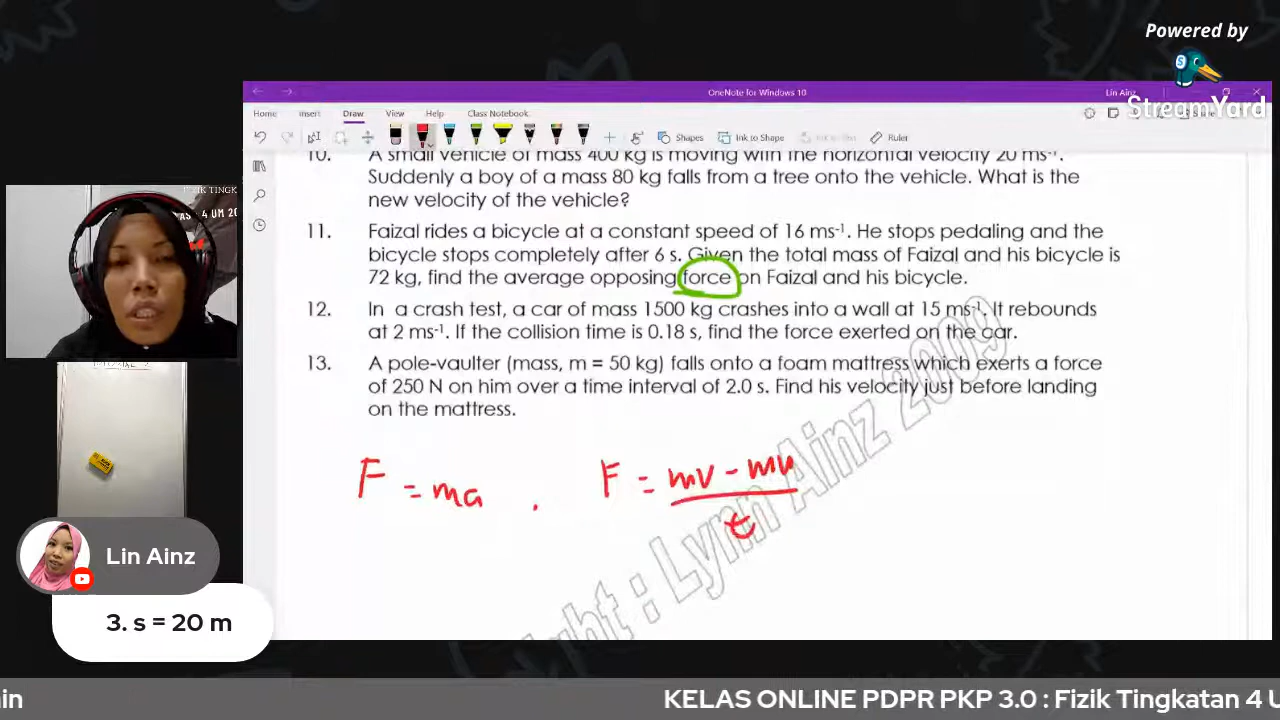 Powered by
StreamYard
OneNote for Windows 10
Lin Ainz
Home Insert Draw View Help Class Notebook
Shapes Ink to Shape Ink to Math Ruler
10. A small vehicle of mass 400 kg is moving with the horizontal velocity 20 ms⁻¹.
Suddenly a boy of a mass 80 kg falls from a tree onto the vehicle. What is the
new velocity of the vehicle?
11. Faizal rides a bicycle at a constant speed of 16 ms⁻¹. He stops pedaling and the
bicycle stops completely after 6 s. Given the total mass of Faizal and his bicycle is
72 kg, find the average opposing force on Faizal and his bicycle.
12. In a crash test, a car of mass 1500 kg crashes into a wall at 15 ms⁻¹. It rebounds
at 2 ms⁻¹. If the collision time is 0.18 s, find the force exerted on the car.
13. A pole-vaulter (mass, m = 50 kg) falls onto a foam mattress which exerts a force
of 250 N on him over a time interval of 2.0 s. Find his velocity just before landing
on the mattress.
F = ma , F = mv - mu
t
: Lynn Ainz 2009
Lin Ainz
3. s = 20 m
in
KELAS ONLINE PDPR PKP 3.0 : Fizik Tingkatan 4 U